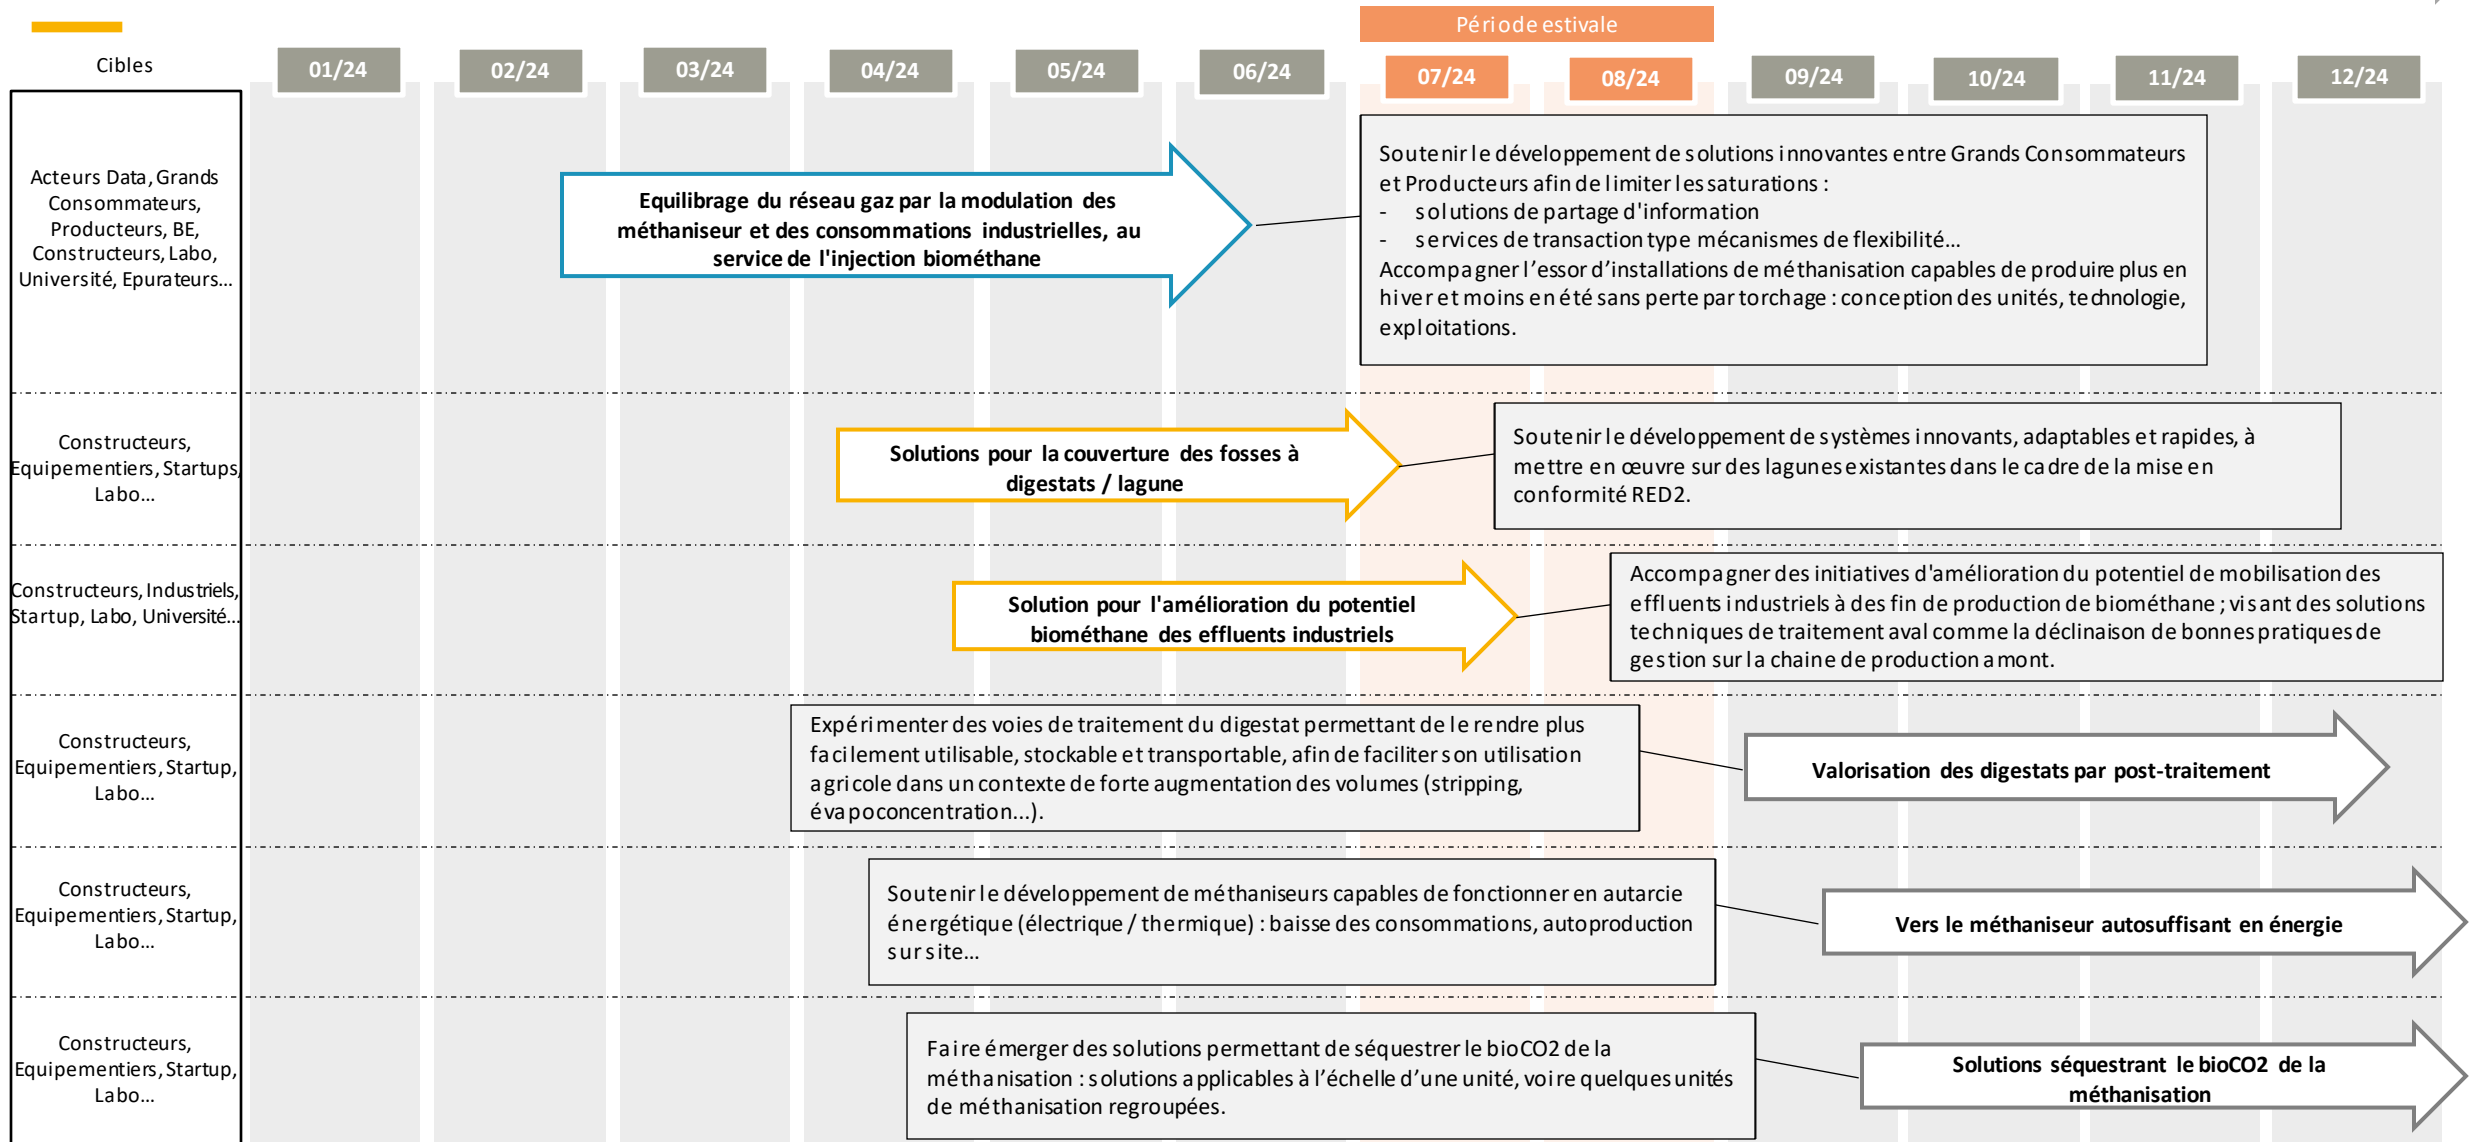 Période estivale
Cibles
01/24
02/24
03/24
04/24
05/24
06/24
07/24
08/24
09/24
10/24
11/24
12/24
Acteurs Data, Grands
Consommateurs,
Producteurs, BE,
Constructeurs, Labo,
Université, Epurateurs...
Equilibrage du réseau gaz par la modulation des
méthaniseur et des consommations industrielles, au
service de l'injection biométhane
Soutenir le développement de solutions innovantes entre Grands Consommateurs
et Producteurs afin de limiter les saturations :
- solutions de partage d'information
- services de transaction type mécanismes de flexibilité...
Accompagner l’essor d’installations de méthanisation capables de produire plus en
hiver et moins en été sans perte par torchage : conception des unités, technologie,
exploitations.
Constructeurs,
Equipementiers, Startups,
Labo...
Solutions pour la couverture des fosses à
digestats / lagune
Soutenir le développement de systèmes innovants, adaptables et rapides, à
mettre en œuvre sur des lagunes existantes dans le cadre de la mise en
conformité RED2.
Constructeurs, Industriels,
Startup, Labo, Université...
Solution pour l'amélioration du potentiel
biométhane des effluents industriels
Accompagner des initiatives d'amélioration du potentiel de mobilisation des
effluents industriels à des fin de production de biométhane ; visant des solutions
techniques de traitement aval comme la déclinaison de bonnes pratiques de
gestion sur la chaine de production amont.
Constructeurs,
Equipementiers, Startup,
Labo...
Expérimenter des voies de traitement du digestat permettant de le rendre plus
facilement utilisable, stockable et transportable, afin de faciliter son utilisation
agricole dans un contexte de forte augmentation des volumes (stripping,
évapoconcentration...).
Valorisation des digestats par post-traitement
Constructeurs,
Equipementiers, Startup,
Labo...
Soutenir le développement de méthaniseurs capables de fonctionner en autarcie
énergétique (électrique / thermique) : baisse des consommations, autoproduction
sur site...
Vers le méthaniseur autosuffisant en énergie
Constructeurs,
Equipementiers, Startup,
Labo...
Faire émerger des solutions permettant de séquestrer le bioCO2 de la
méthanisation : solutions applicables à l’échelle d’une unité, voire quelques unités
de méthanisation regroupées.
Solutions séquestrant le bioCO2 de la
méthanisation